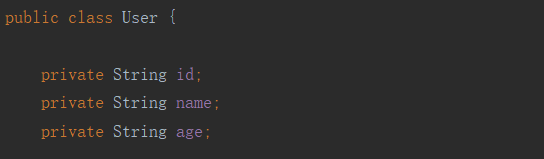 public class User {
private String id;
private String name;
private String age;